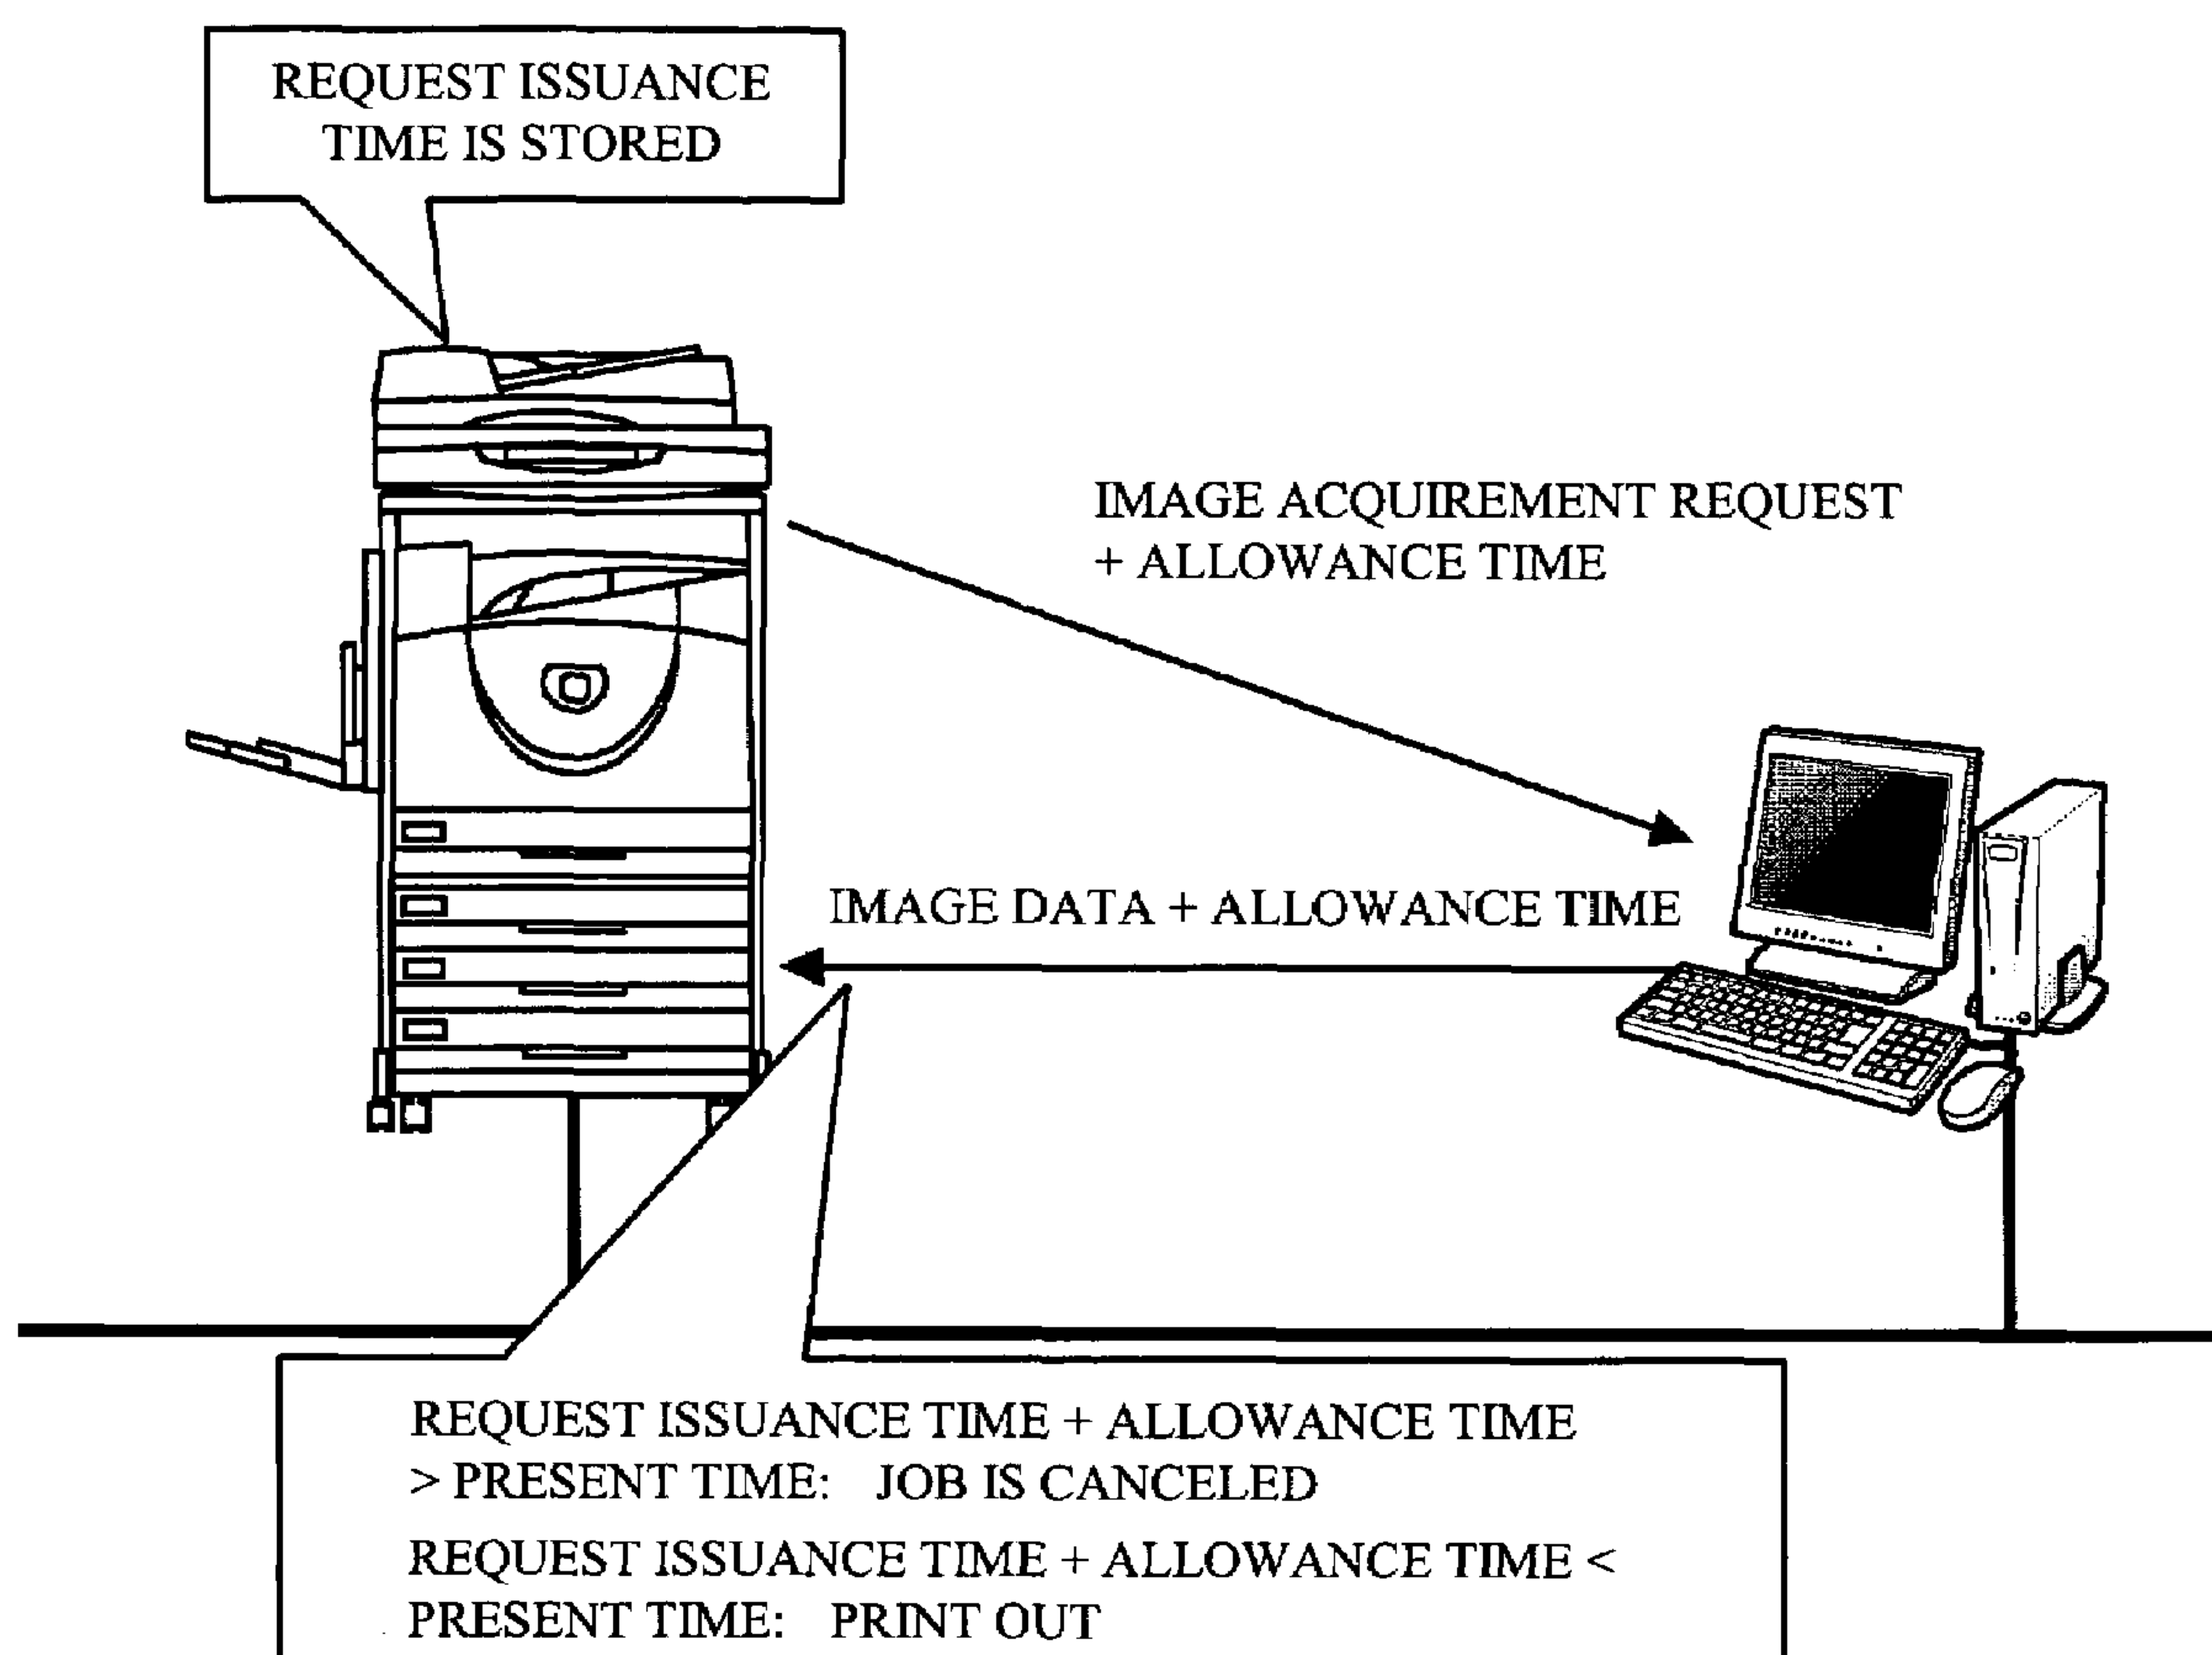 REQUEST ISSUANCE
TIME IS STORED
IMAGE ACQUIREMENT REQUEST
+ ALLOWANCE TIME
IMAGE DATA + ALLOWANCE TIME
REQUEST ISSUANCE TIME + ALLOWANCE TIME
> PRESENT TIME: JOB IS CANCELED
REQUEST ISSUANCE TIME + ALLOWANCE TIME <
PRESENT TIME: PRINT OUT